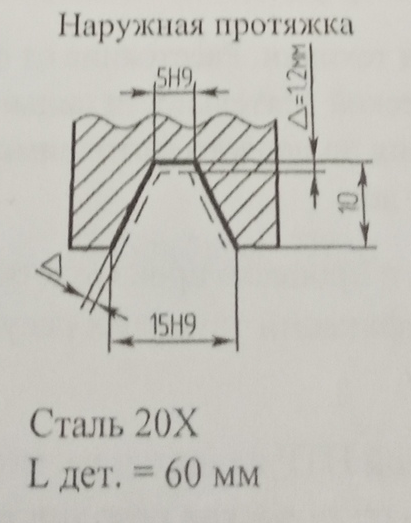 Наружная протяжка
5H9
Δ=1,2мм
10
Δ
15H9
Сталь 20Х
L дет. = 60 мм